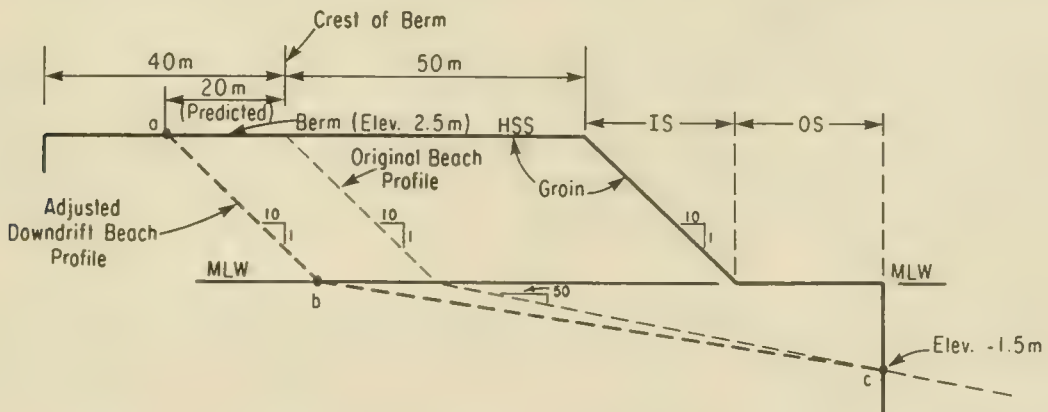 Crest of Berm
40m
50m
20m
(Predicted)
a
Berm (Elev. 2.5m)
HSS
IS
OS
Original Beach
Profile
Groin
Adjusted
Downdrift Beach
Profile
10
1
10
1
10
1
MLW
MLW
b
50
1
Elev. -1.5m
c